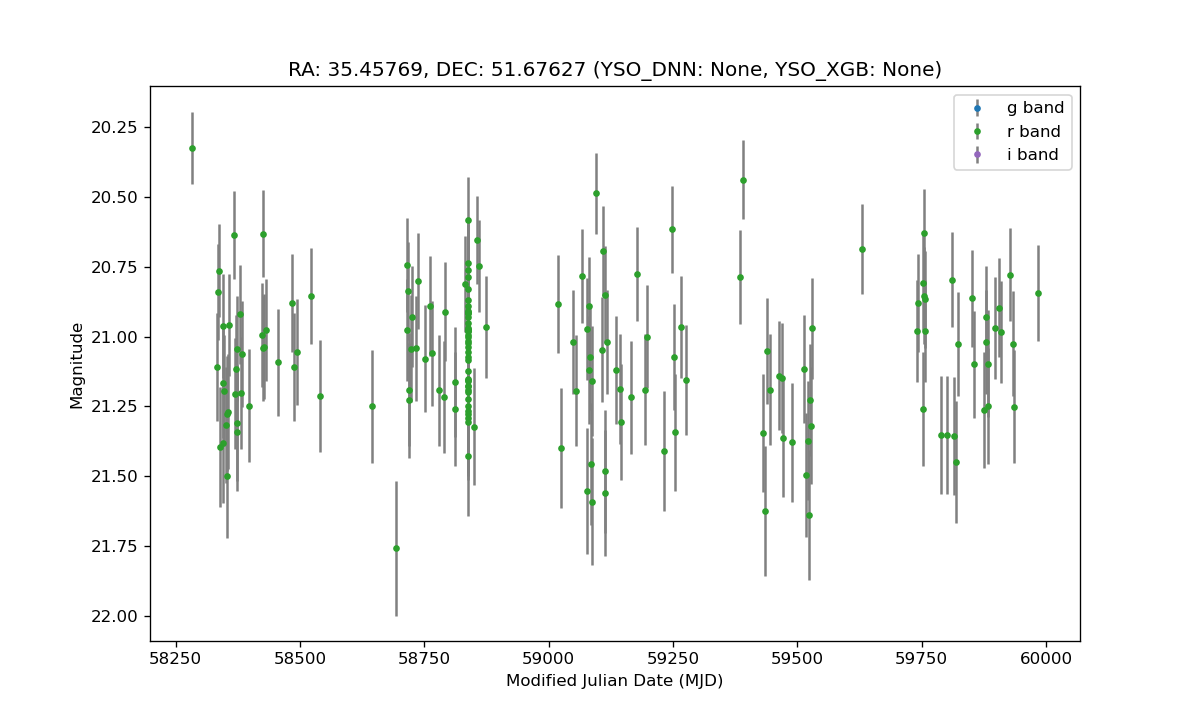 RA: 35.45769, DEC: 51.67627 (YSO_DNN: None, YSO_XGB: None)
g band
r band
i band
20.25
20.50
20.75
21.00
21.25
21.50
21.75
22.00
Magnitude
58250 58500 58750 59000 59250 59500 59750 60000
Modified Julian Date (MJD)